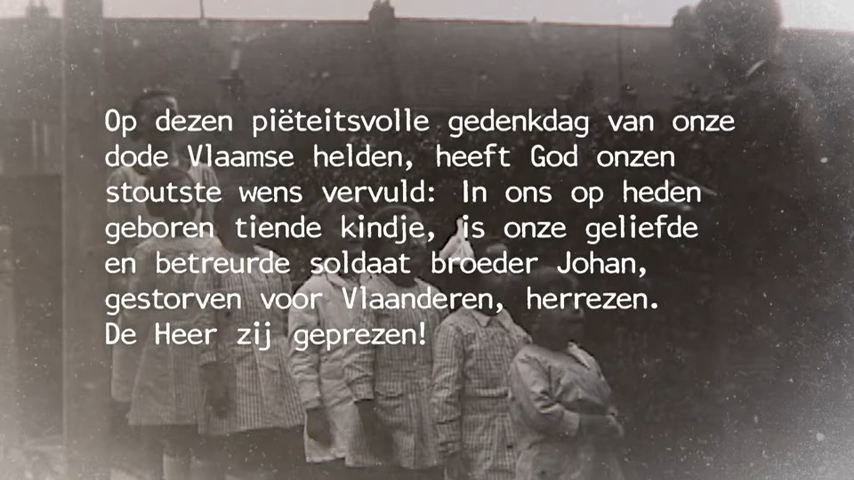 Op dezen piëteitsvolle gedenkdag van onze
dode Vlaamse helden, heeft God onzen
stoutste wens vervuld: In ons op heden
geboren tiende kindje, is onze geliefde
en betreurde soldaat broeder Johan,
gestorven voor Vlaanderen, herrezen.
De Heer zij geprezen!